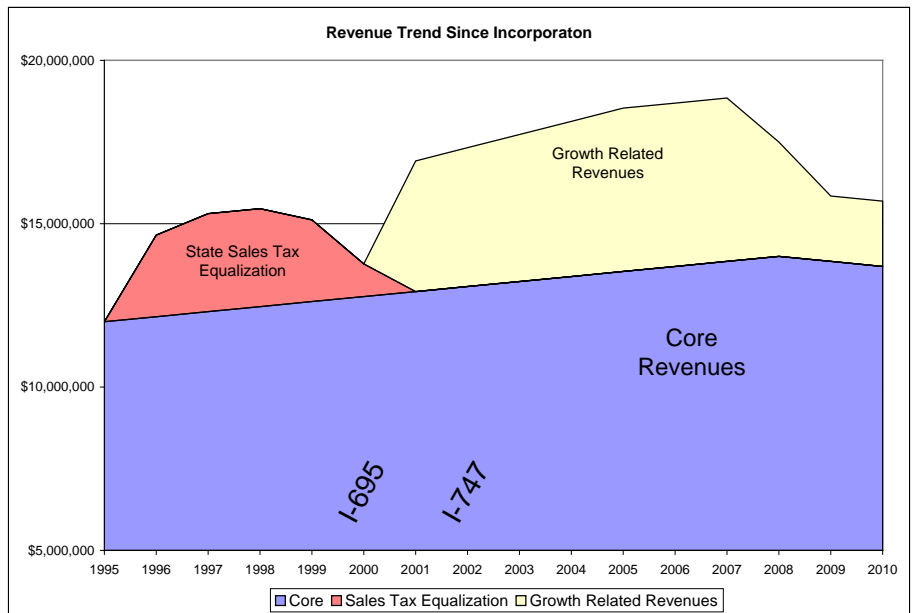 Revenue Trend Since Incorporaton
$20,000,000
$15,000,000
$10,000,000
$5,000,000
Growth Related
Revenues
State Sales Tax
Equalization
Core
Revenues
I-695
I-747
1995 1996 1997 1998 1999 2000 2001 2002 2003 2004 2005 2006 2007 2008 2009 2010
Core Sales Tax Equalization Growth Related Revenues